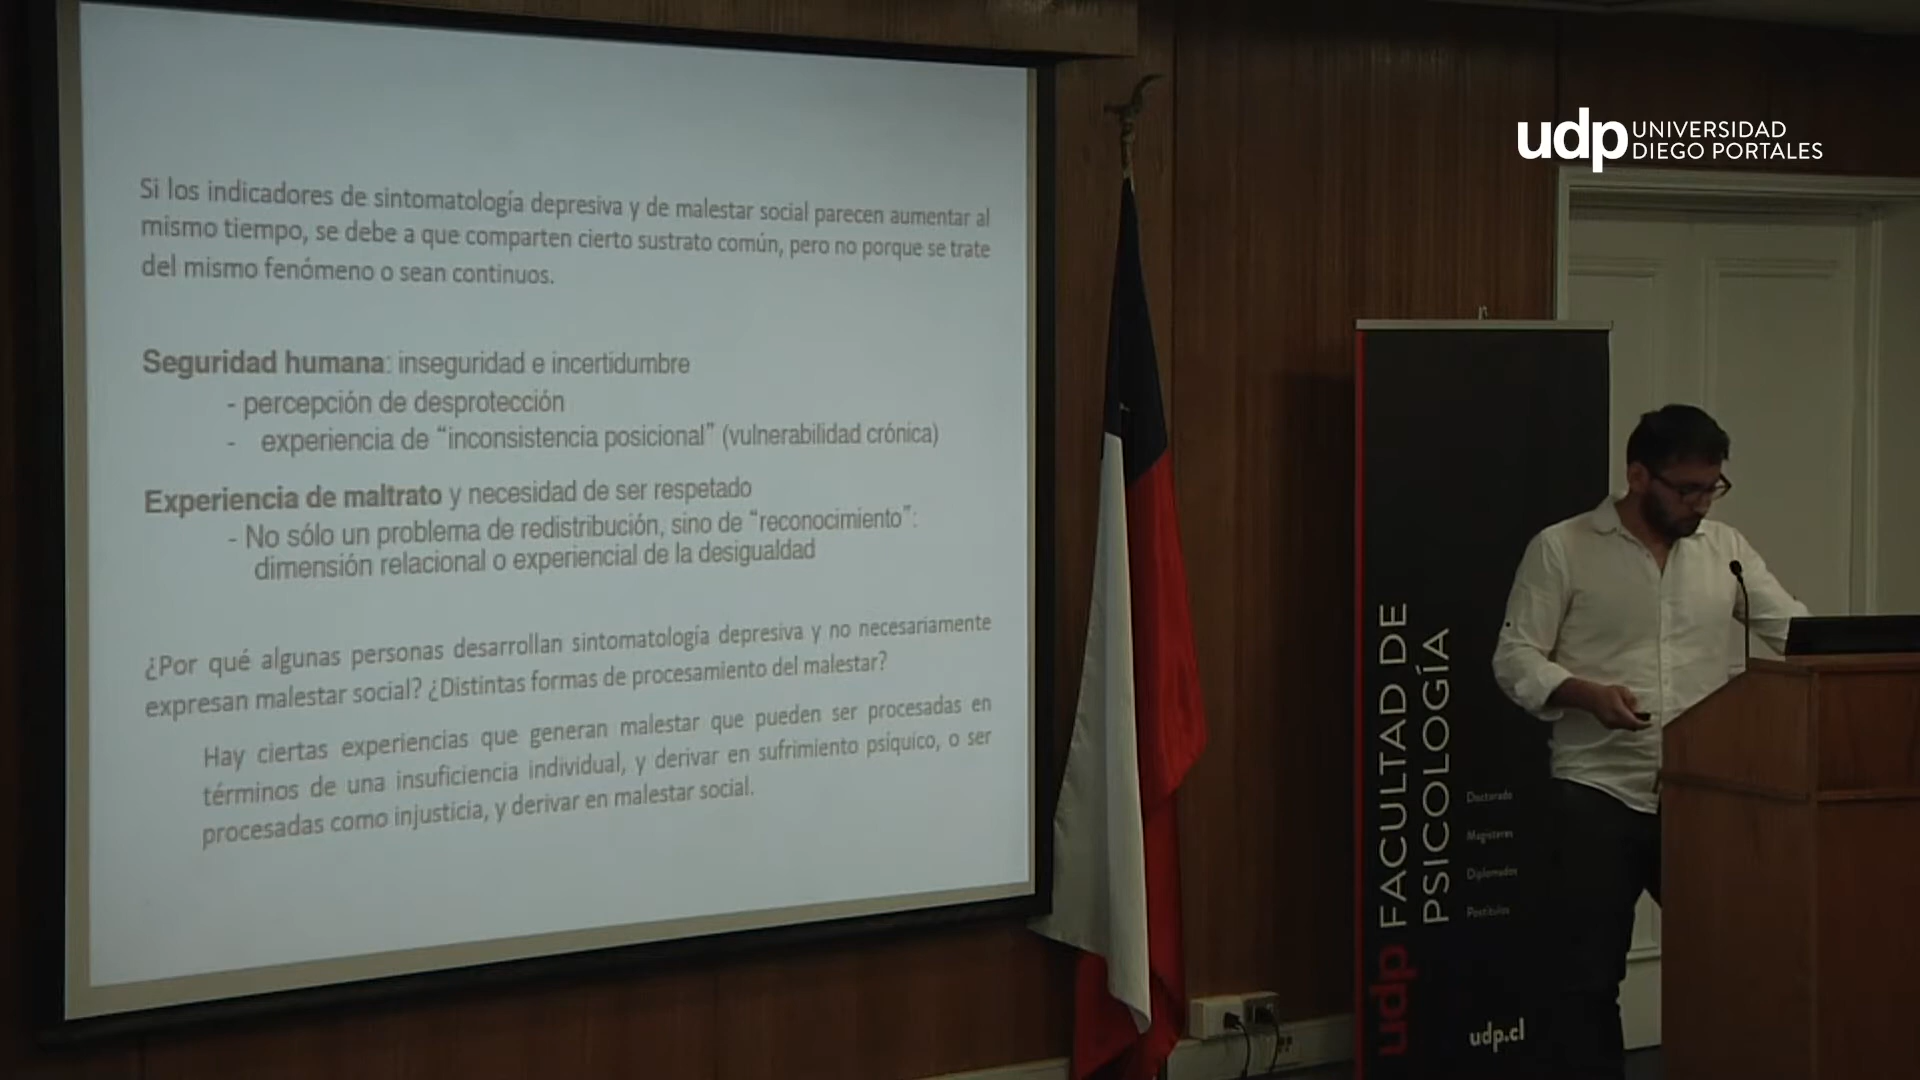 Si los indicadores de sintomatología depresiva y de malestar social parecen aumentar al
mismo tiempo, se debe a que comparten cierto sustrato común, pero no porque se trate
del mismo fenómeno o sean continuos.
Seguridad humana: inseguridad e incertidumbre
- percepción de desprotección
- experiencia de “inconsistencia posicional” (vulnerabilidad crónica)
Experiencia de maltrato y necesidad de ser respetado
- No sólo un problema de redistribución, sino de “reconocimiento”:
dimensión relacional o experiencial de la desigualdad
¿Por qué algunas personas desarrollan sintomatología depresiva y no necesariamente
expresan malestar social? ¿Distintas formas de procesamiento del malestar?
Hay ciertas experiencias que generan malestar que pueden ser procesadas en
términos de una insuficiencia individual, y derivar en sufrimiento psíquico, o ser
procesadas como injusticia, y derivar en malestar social.
udp UNIVERSIDAD
DIEGO PORTALES
udp FACULTAD DE
PSICOLOGÍA
Doctorado
Magísteres
Diplomados
Postítulos
udp.cl